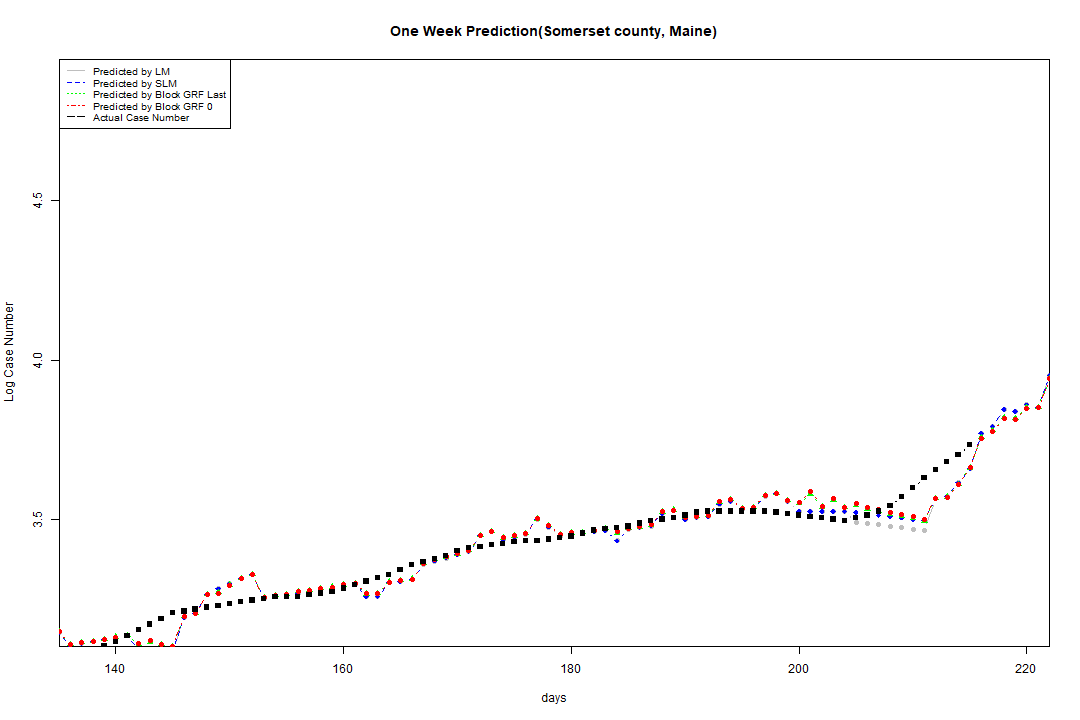 One Week Prediction(Somerset county, Maine)
Predicted by LM
Predicted by SLM
Predicted by Block GRF Last
Predicted by Block GRF 0
Actual Case Number
4.5
4.0
3.5
Log Case Number
140 160 180 200 220
days